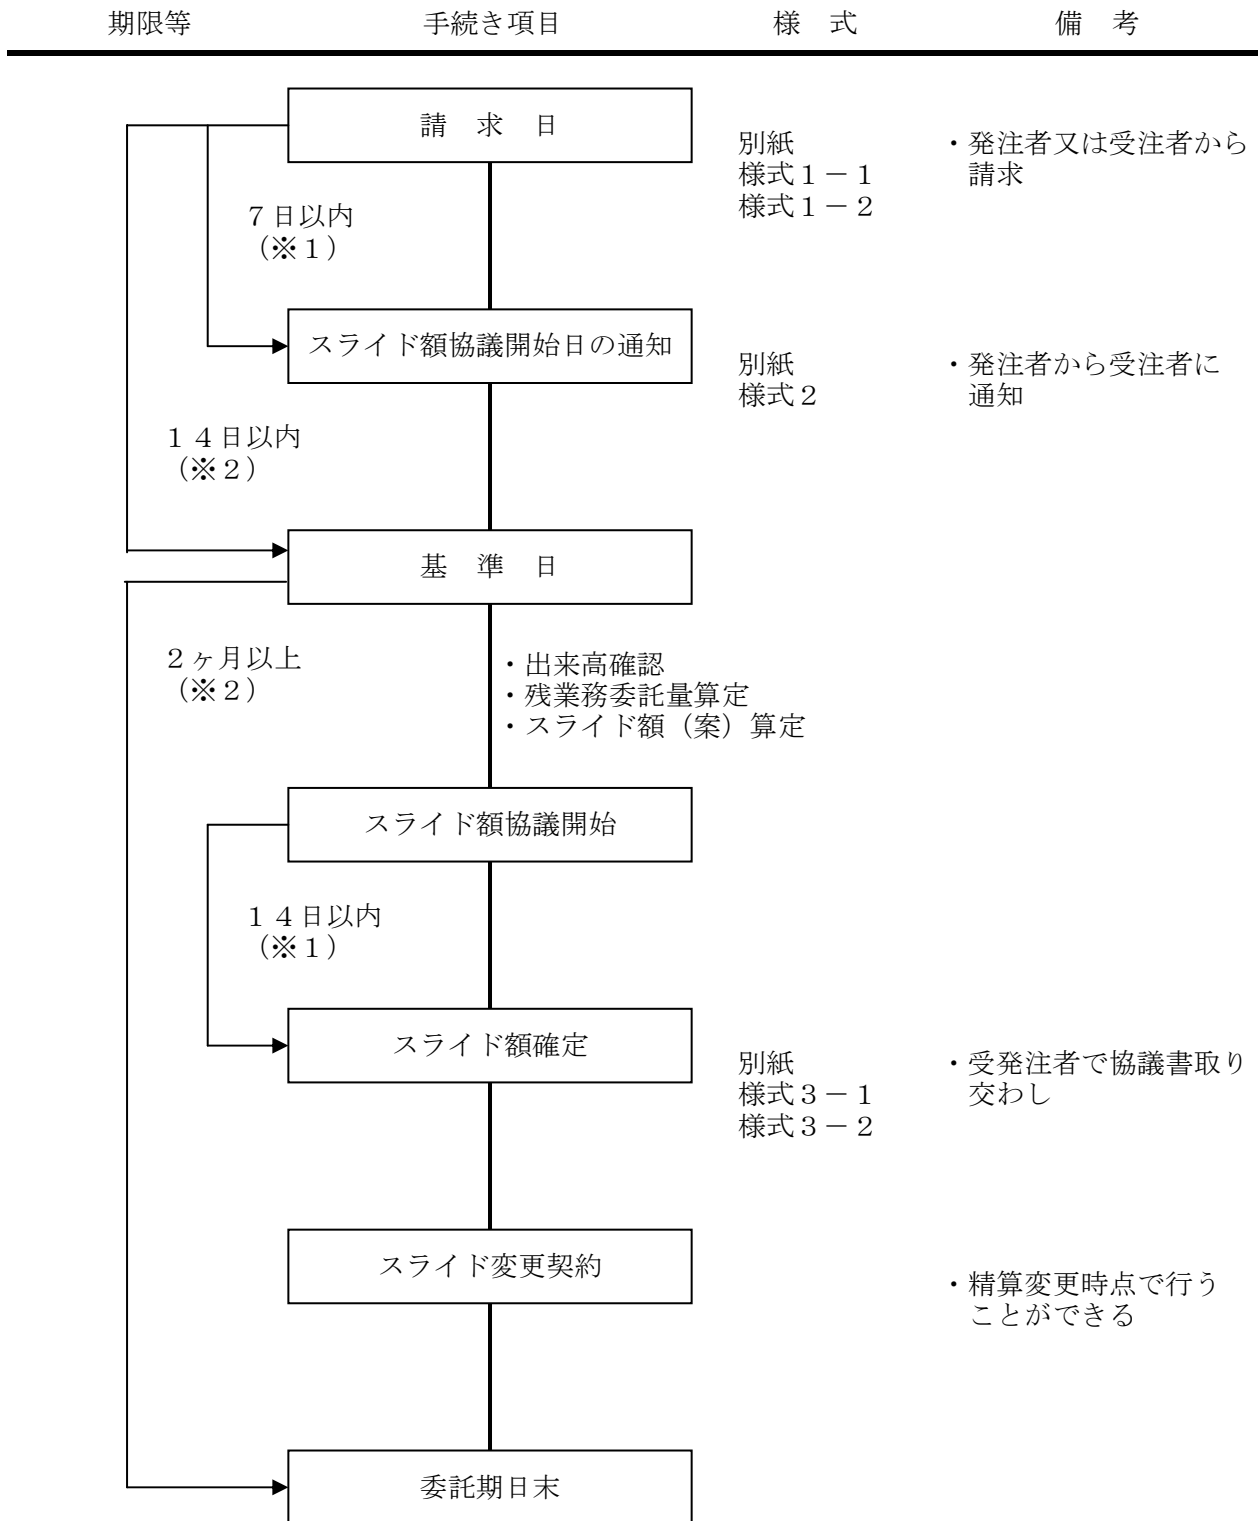 期限等　手続き項目　様　式　備　考
請　求　日
別紙
様式１－１
様式１－２
・発注者又は受注者から
請求
７日以内
（※１）
スライド額協議開始日の通知
別紙
様式２
・発注者から受注者に
通知
１４日以内
（※２）
基　準　日
２ヶ月以上
（※２）
・出来高確認
・残業務委託量算定
・スライド額（案）算定
スライド額協議開始
１４日以内
（※１）
スライド額確定
別紙
様式３－１
様式３－２
・受発注者で協議書取り
交わし
スライド変更契約
・精算変更時点で行う
ことができる
委託期日末